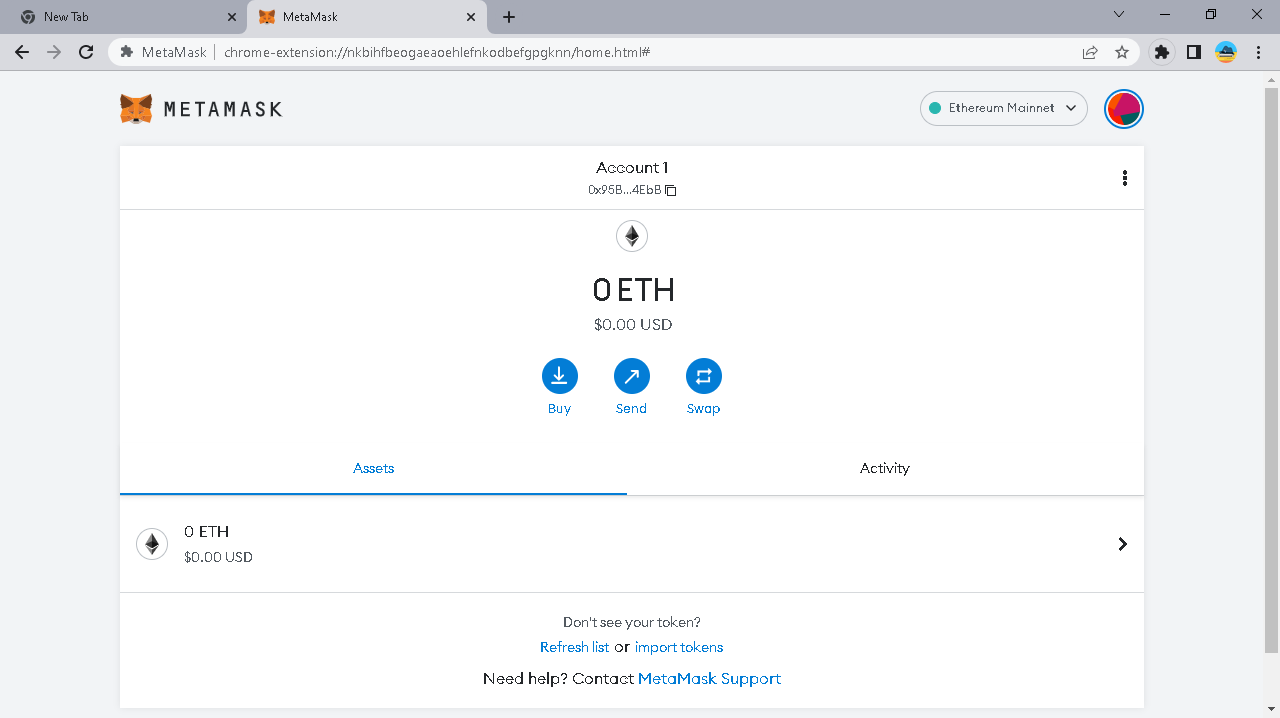 New Tab
MetaMask
MetaMask | chrome-extension://nkbihfbeogaeaoehlefnkodbefgpgknn/home.html#
METAMASK
Ethereum Mainnet
Account 1
0x95B...4EbB
0 ETH
$0.00 USD
Buy
Send
Swap
Assets
Activity
0 ETH
$0.00 USD
Don't see your token?
Refresh list or import tokens
Need help? Contact MetaMask Support